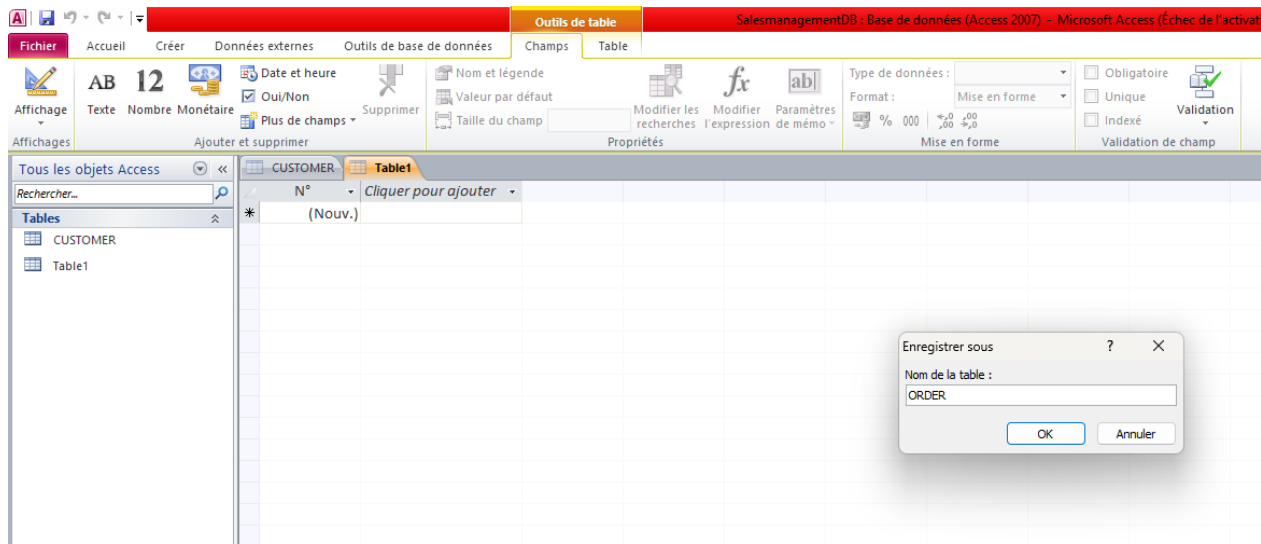 A
Outils de table
SalesmanagementDB : Base de données (Access 2007) - Microsoft Access (Échec de l'activat
Fichier Accueil Créer Données externes Outils de base de données Champs Table
AB 12 Date et heure Nom et légende fx ab| Type de données : Obligatoire
Oui/Non Valeur par défaut Format : Mise en forme Unique
Affichage Texte Nombre Monétaire Plus de champs Supprimer Taille du champ Modifier les recherches Modifier l'expression Paramètres de mémo % 000 Indexé Validation
Affichages Ajouter et supprimer Propriétés Mise en forme Validation de champ
Tous les objets Access « CUSTOMER Table1
Rechercher... N° Cliquer pour ajouter
Tables * (Nouv.)
CUSTOMER
Table1
Enregistrer sous ? X
Nom de la table :
ORDER
OK Annuler